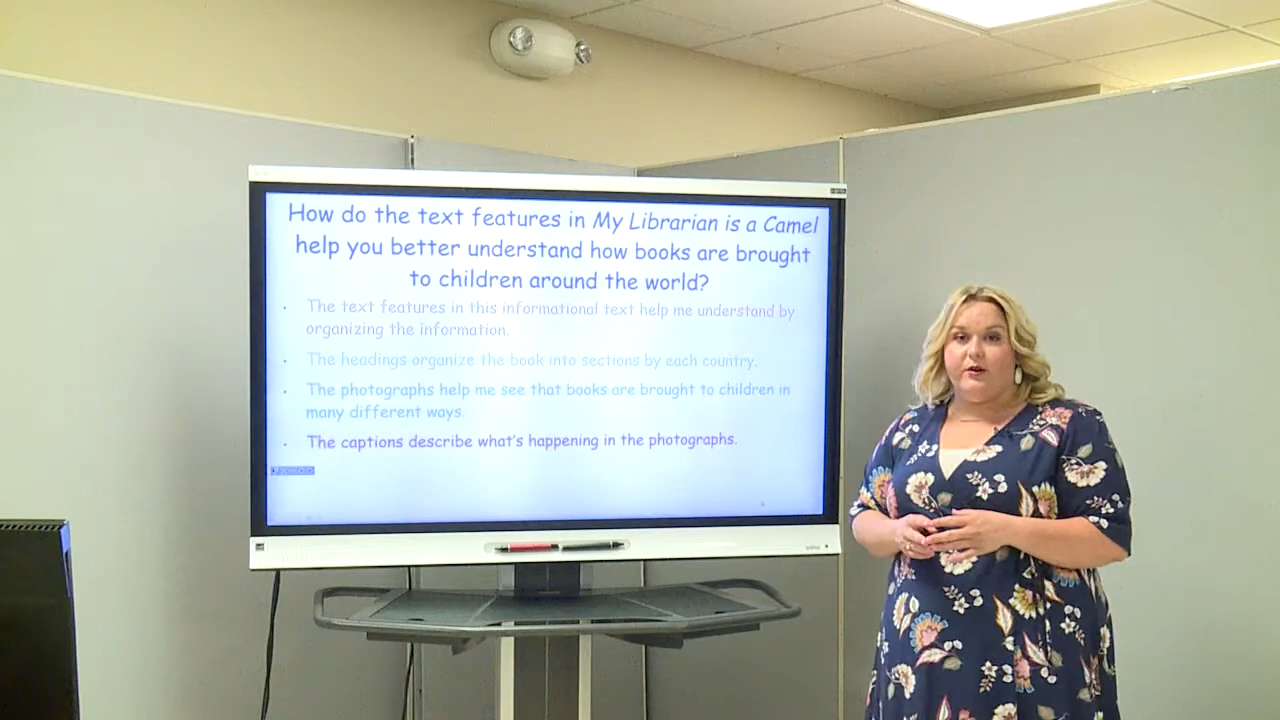 How do the text features in My Librarian is a Camel
help you better understand how books are brought
to children around the world?
The text features in this informational text help me understand by
organizing the information.
The headings organize the book into sections by each country.
The photographs help me see that books are brought to children in
many different ways.
The captions describe what's happening in the photographs.